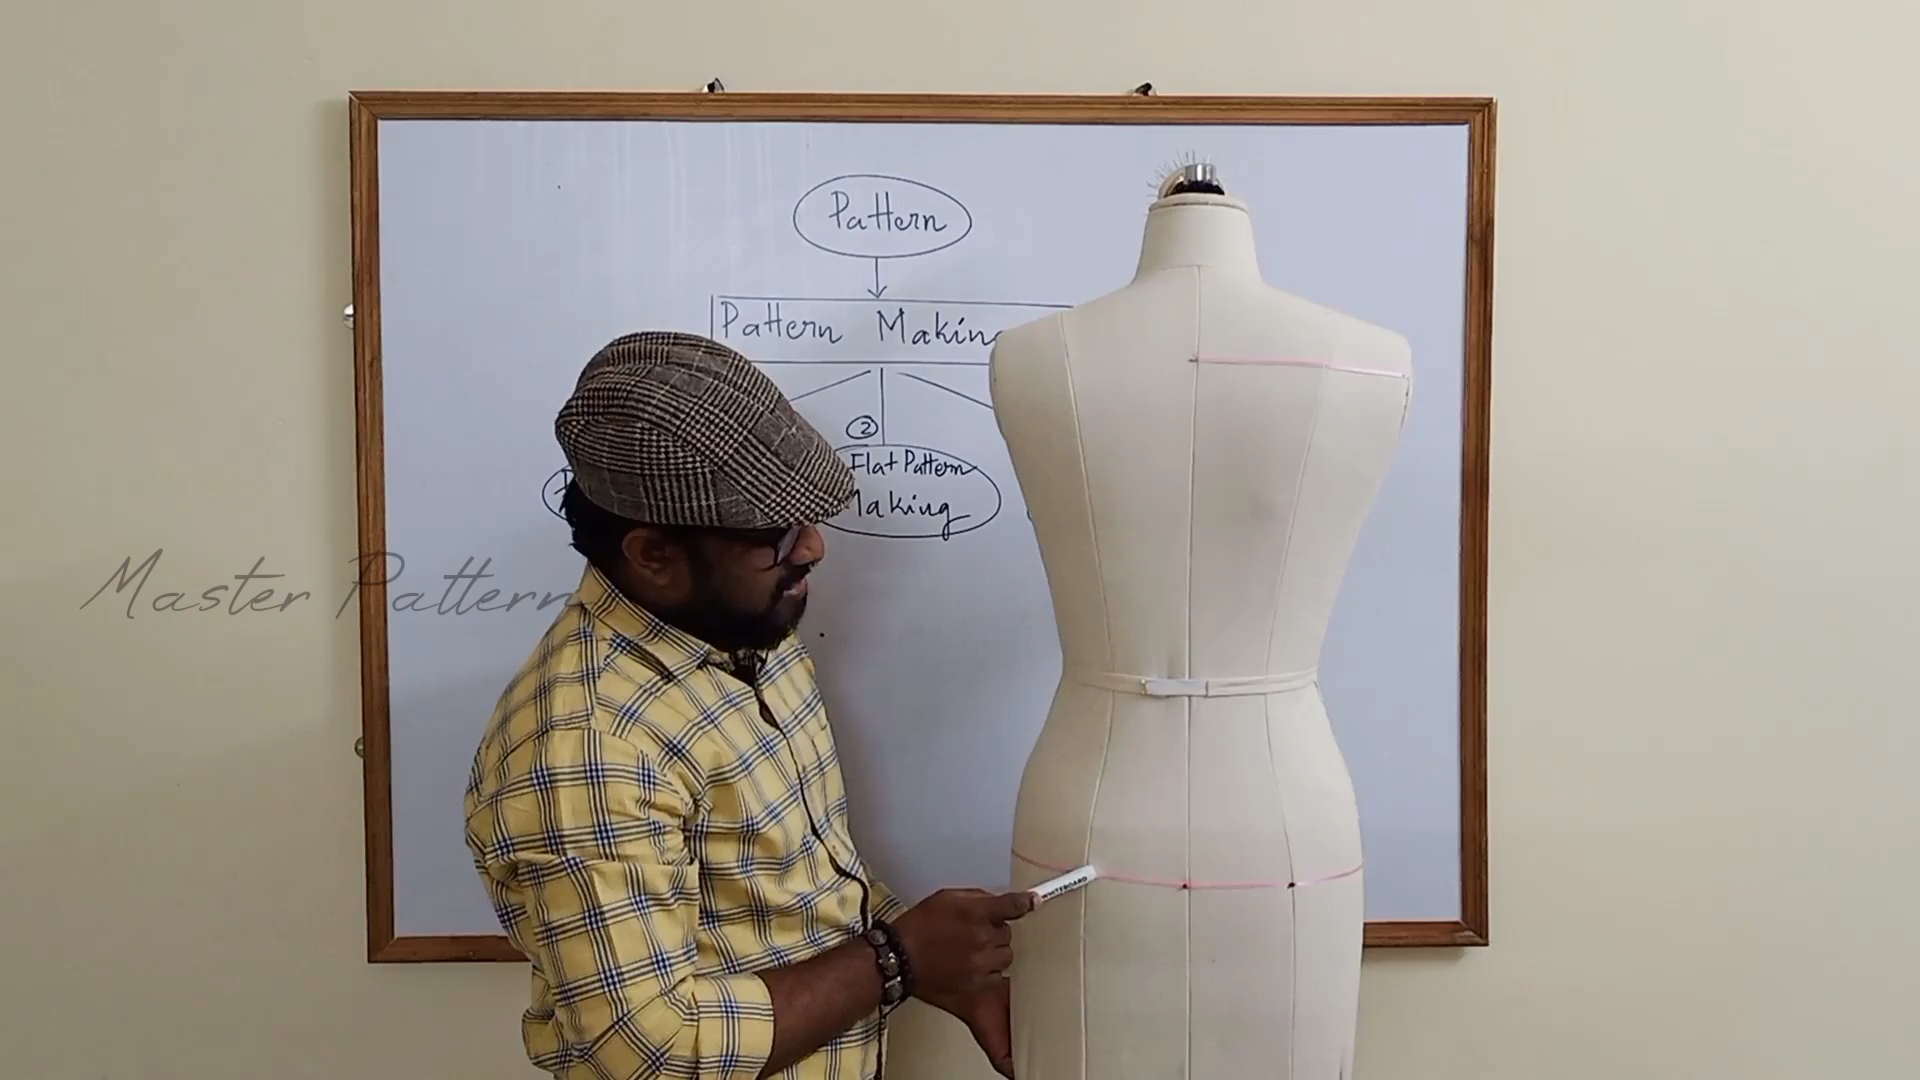 Pattern
Pattern Making
2
Flat Pattern
Making
Master Pattern
WHITEBOARD